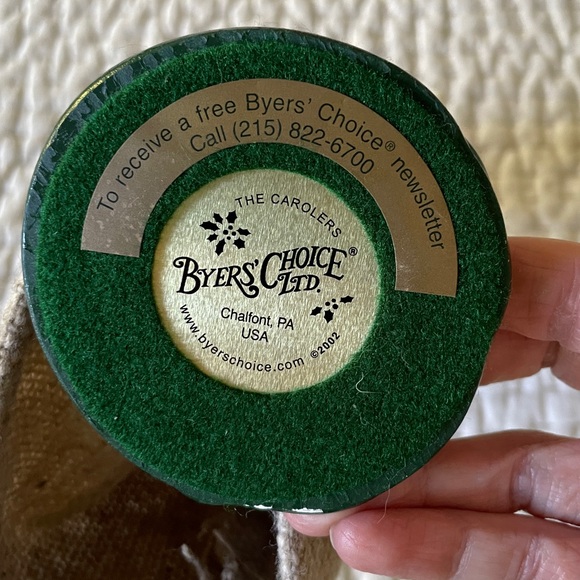 To receive a free Byers' Choice® newsletter
Call (215) 822-6700
THE CAROLERS
BYERS' CHOICE®
LTD.
Chalfont, PA
USA
www.byerschoice.com ©2002